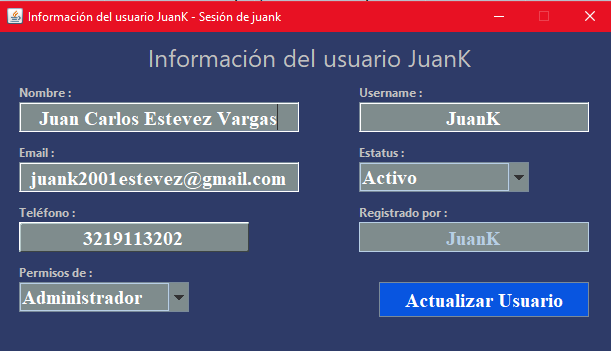 Información del usuario JuanK - Sesión de juank
Información del usuario JuanK
Nombre :
Juan Carlos Estevez Vargas
Username :
JuanK
Email :
juank2001estevez@gmail.com
Estatus :
Activo
Teléfono :
3219113202
Registrado por :
JuanK
Permisos de :
Administrador
Actualizar Usuario